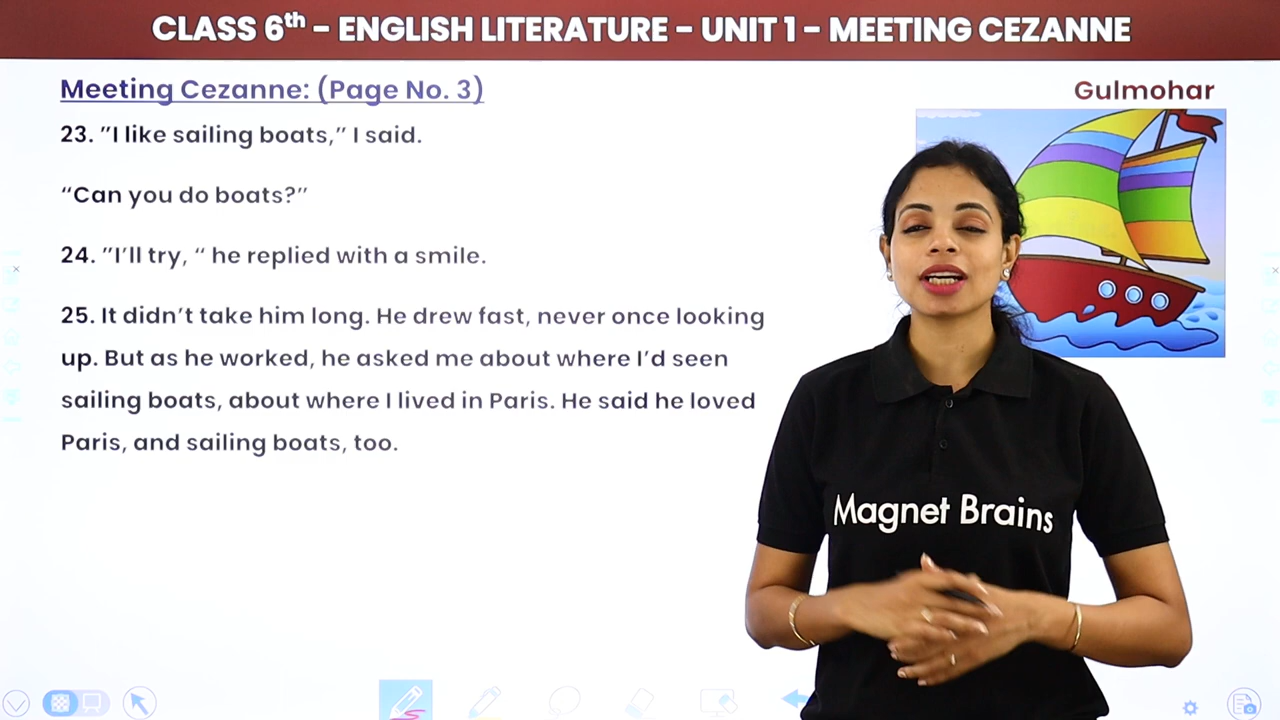 CLASS 6th – ENGLISH LITERATURE – UNIT 1 – MEETING CEZANNE
Meeting Cezanne: (Page No. 3)
Gulmohar
23. ”I like sailing boats,” I said.
“Can you do boats?”
24. ”I’ll try, “ he replied with a smile.
25. It didn’t take him long. He drew fast, never once looking
up. But as he worked, he asked me about where I’d seen
sailing boats, about where I lived in Paris. He said he loved
Paris, and sailing boats, too.
Magnet Brains